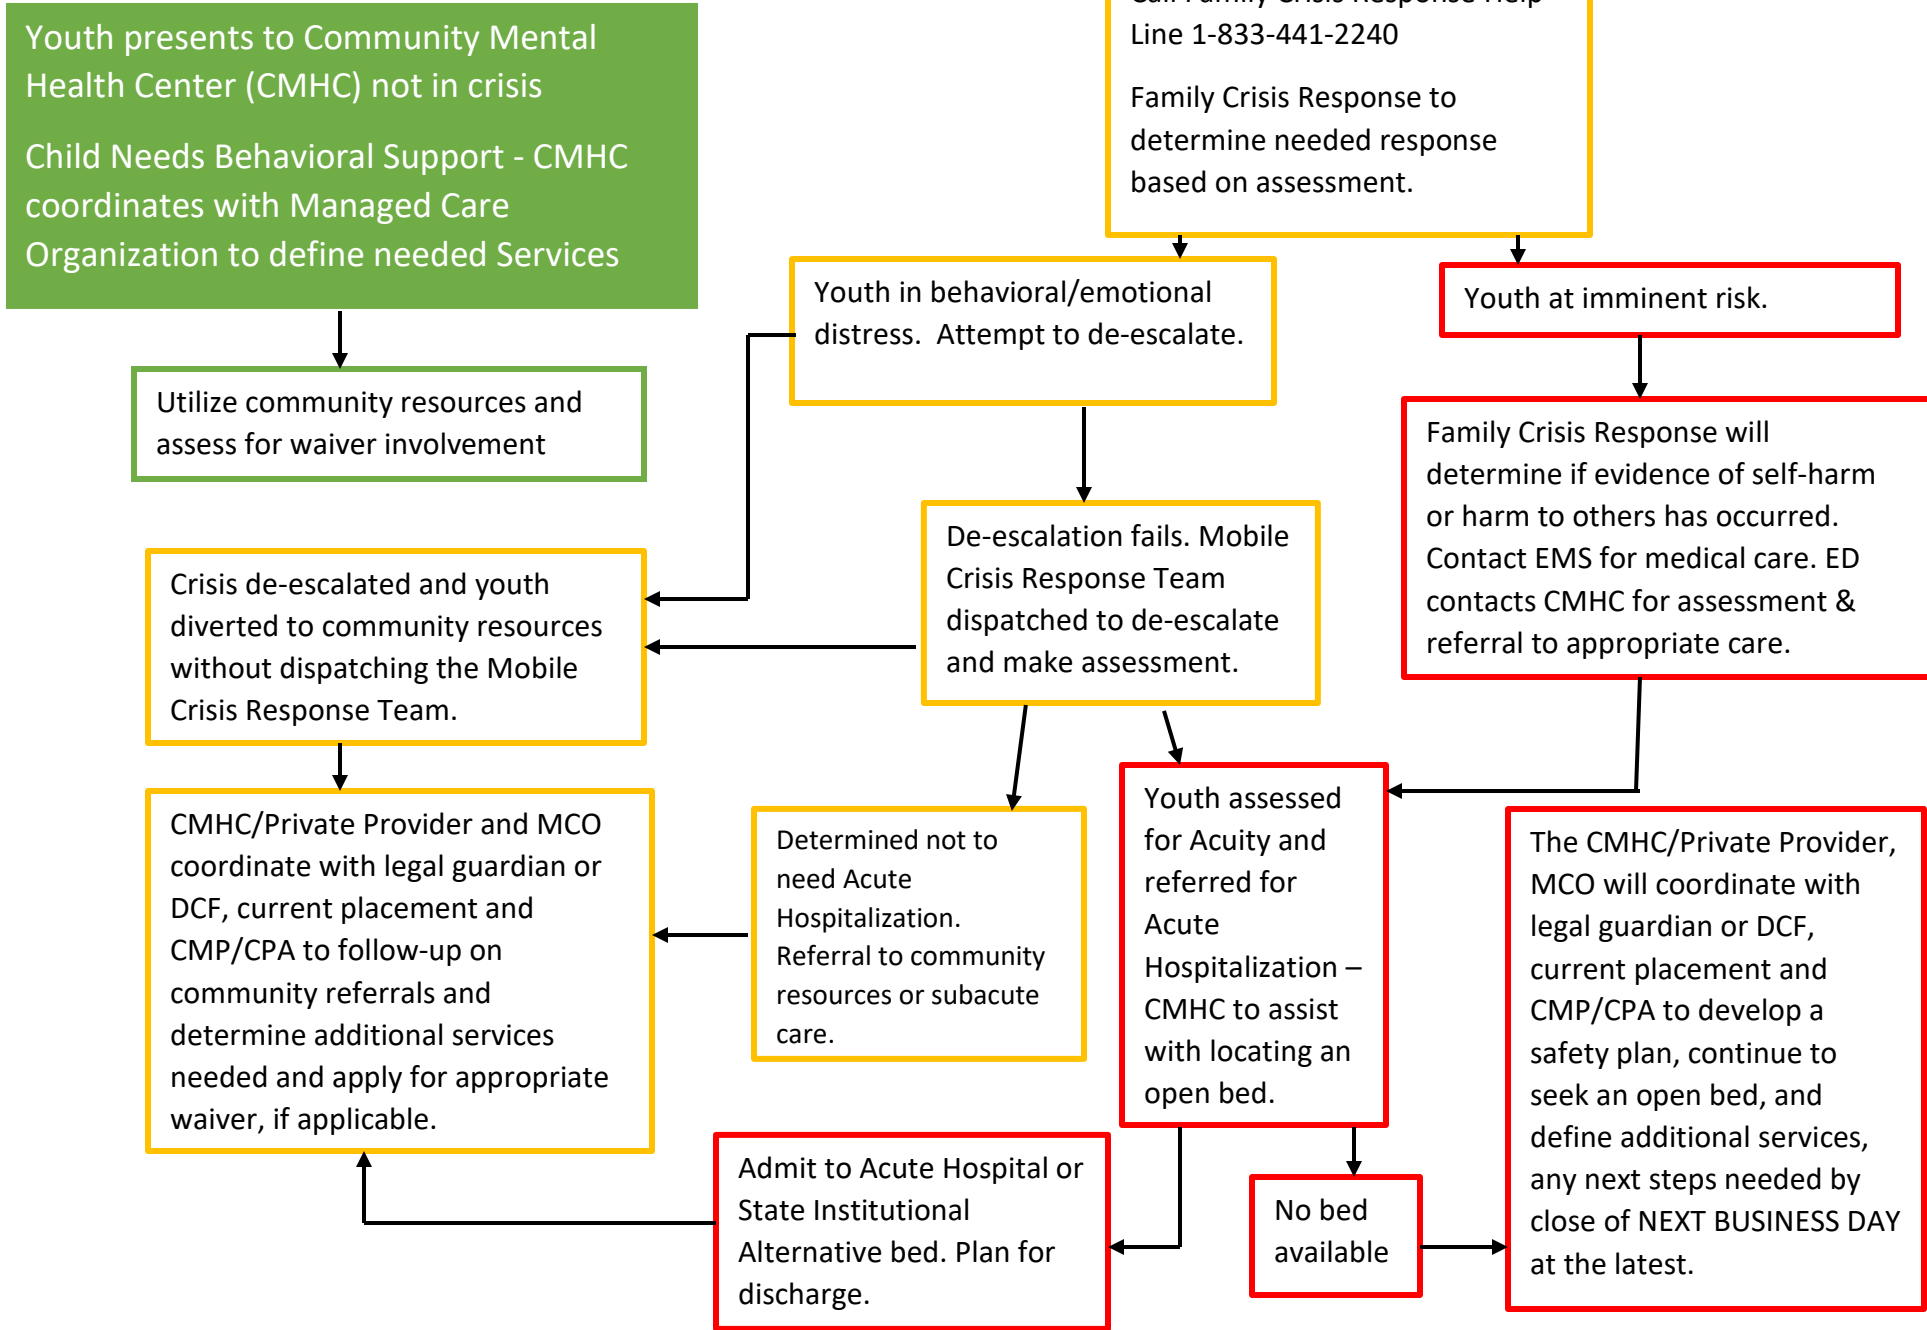 Youth presents to Community Mental
Health Center (CMHC) not in crisis
Child Needs Behavioral Support - CMHC
coordinates with Managed Care
Organization to define needed Services
Call Family Crisis Response Help
Line 1-833-441-2240
Family Crisis Response to
determine needed response
based on assessment.
Youth in behavioral/emotional
distress.  Attempt to de-escalate.
Youth at imminent risk.
Utilize community resources and
assess for waiver involvement
Family Crisis Response will
determine if evidence of self-harm
or harm to others has occurred.
Contact EMS for medical care. ED
contacts CMHC for assessment &
referral to appropriate care.
De-escalation fails. Mobile
Crisis Response Team
dispatched to de-escalate
and make assessment.
Crisis de-escalated and youth
diverted to community resources
without dispatching the Mobile
Crisis Response Team.
CMHC/Private Provider and MCO
coordinate with legal guardian or
DCF, current placement and
CMP/CPA to follow-up on
community referrals and
determine additional services
needed and apply for appropriate
waiver, if applicable.
Determined not to
need Acute
Hospitalization.
Referral to community
resources or subacute
care.
Youth assessed
for Acuity and
referred for
Acute
Hospitalization –
CMHC to assist
with locating an
open bed.
The CMHC/Private Provider,
MCO will coordinate with
legal guardian or DCF,
current placement and
CMP/CPA to develop a
safety plan, continue to
seek an open bed, and
define additional services,
any next steps needed by
close of NEXT BUSINESS DAY
at the latest.
Admit to Acute Hospital or
State Institutional
Alternative bed. Plan for
discharge.
No bed
available